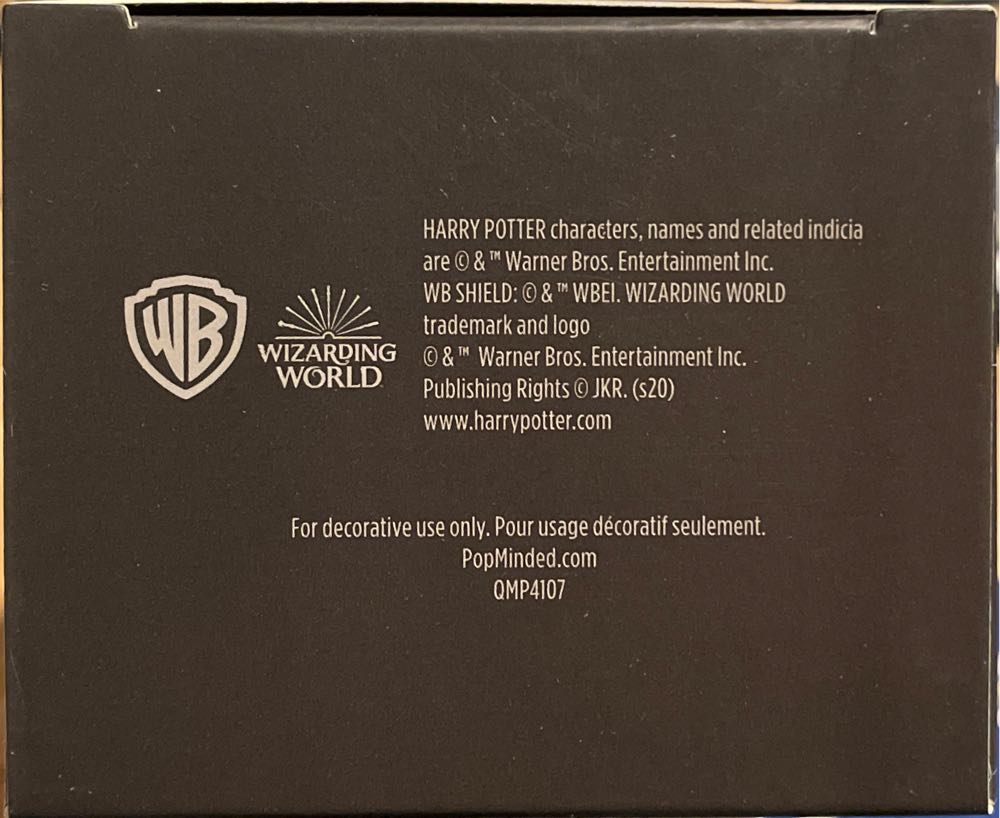 HARRY POTTER characters, names and related indicia
are © & ™ Warner Bros. Entertainment Inc.
WB SHIELD: © & ™ WBEI. WIZARDING WORLD
trademark and logo
© & ™ Warner Bros. Entertainment Inc.
Publishing Rights © JKR. (s20)
www.harrypotter.com
WB
WIZARDING
WORLD
For decorative use only. Pour usage décoratif seulement.
PopMinded.com
QMP4107